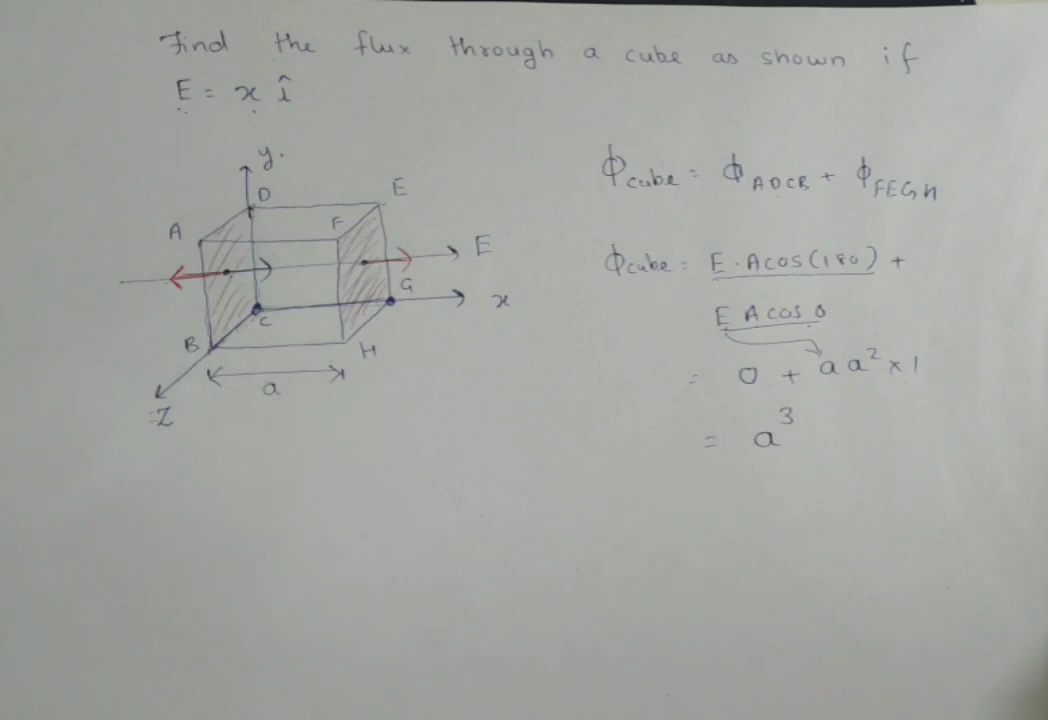 Find the flux through a cube as shown if
E = x î
y
D
E
A
F
E
G
x
C
B
H
a
Z
ϕcube = ϕADCB + ϕFEGH
ϕcube = E · A cos(180) +
E A cos 0
= 0 + a a² × 1
= a³